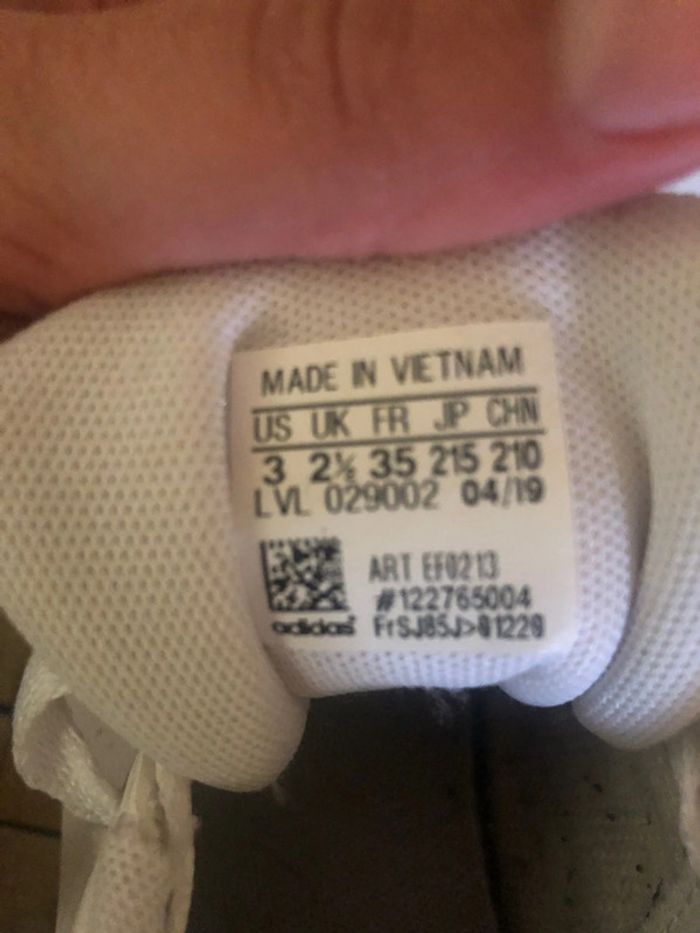 MADE IN VIETNAM
US UK FR JP CHN
3 2½ 35 215 210
LVL 029002 04/19
ART EF0213
#122765004
adidas FrSJ85J>01220